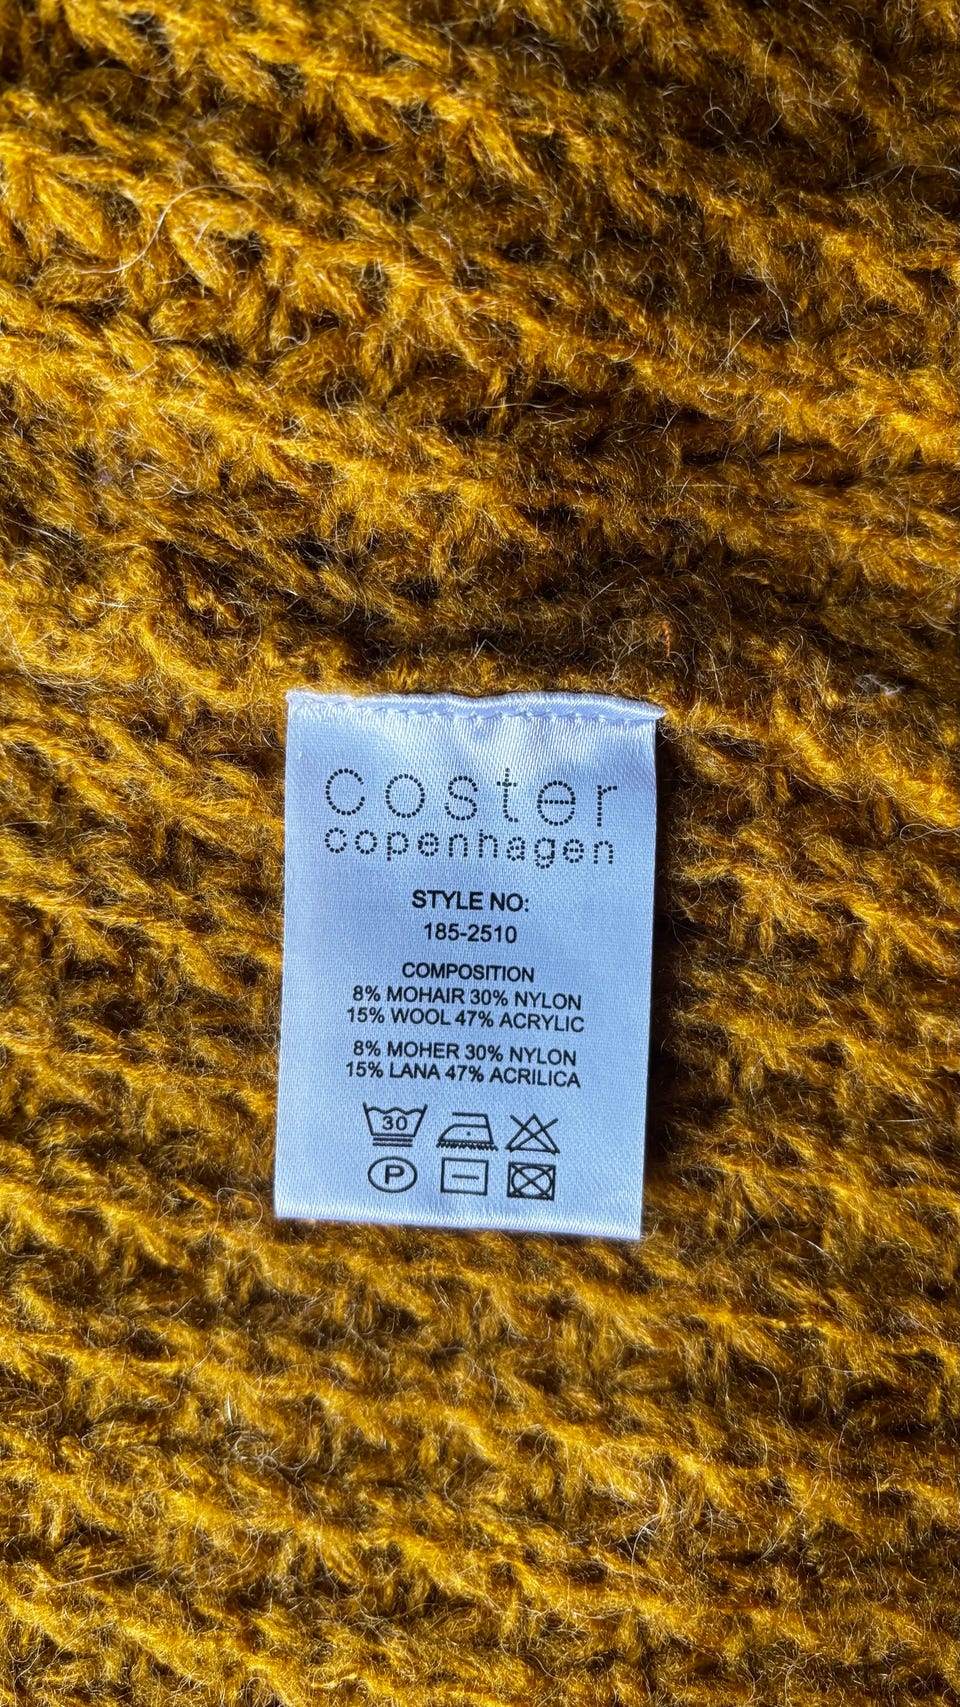 coster
copenhagen
STYLE NO:
185-2510
COMPOSITION
8% MOHAIR 30% NYLON
15% WOOL 47% ACRYLIC
8% MOHER 30% NYLON
15% LANA 47% ACRILICA
30
P